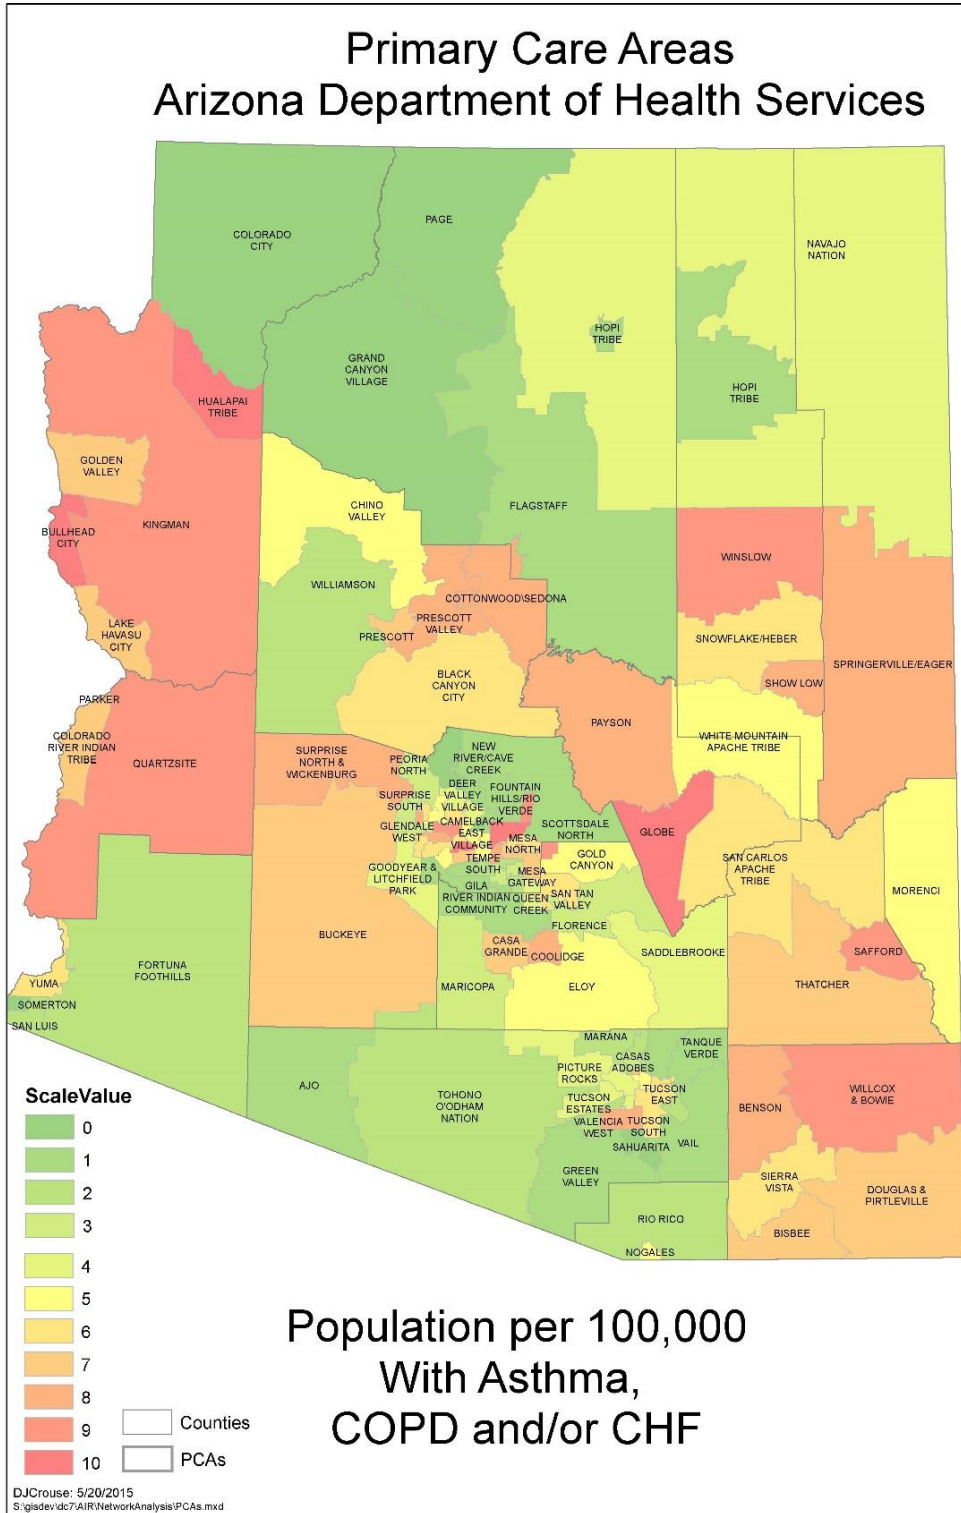 Primary Care Areas
Arizona Department of Health Services
COLORADO
CITY
PAGE
NAVAJO
NATION
HOPI
TRIBE
GRAND
CANYON
VILLAGE
HOPI
TRIBE
HUALAPAI
TRIBE
GOLDEN
VALLEY
CHINO
VALLEY
FLAGSTAFF
KINGMAN
BULLHEAD
CITY
WINSLOW
WILLIAMSON
COTTONWOOD\SEDONA
PRESCOTT
VALLEY
PRESCOTT
LAKE
HAVASU
CITY
SNOWFLAKE/HEBER
SPRINGERVILLE/EAGER
SHOW LOW
BLACK
CANYON
CITY
PARKER
PAYSON
WHITE MOUNTAIN
APACHE TRIBE
COLORADO
RIVER INDIAN
TRIBE
QUARTZSITE
SURPRISE
NORTH &
WICKENBURG
PEORIA
NORTH
NEW
RIVER/CAVE
CREEK
DEER
VALLEY
VILLAGE
FOUNTAIN
HILLS/RIO
VERDE
SURPRISE
SOUTH
CAMELBACK
EAST
VILLAGE
SCOTTSDALE
NORTH
GLENDALE
WEST
MESA
NORTH
GLOBE
TEMPE
SOUTH
GOLD
CANYON
GOODYEAR &
LITCHFIELD
PARK
MESA
GATEWAY
SAN CARLOS
APACHE
TRIBE
GILA
RIVER INDIAN
COMMUNITY
QUEEN
CREEK
SAN TAN
VALLEY
MORENCI
FLORENCE
BUCKEYE
CASA
GRANDE
COOLIDGE
SADDLEBROOKE
SAFFORD
FORTUNA
FOOTHILLS
YUMA
MARICOPA
ELOY
THATCHER
SOMERTON
SAN LUIS
MARANA
TANQUE
VERDE
CASAS
ADOBES
PICTURE
ROCKS
AJO
TOHONO
O'ODHAM
NATION
TUCSON
EAST
TUCSON
ESTATES
BENSON
WILLCOX
& BOWIE
VALENCIA
WEST
TUCSON
SOUTH
SAHUARITA
VAIL
GREEN
VALLEY
SIERRA
VISTA
DOUGLAS &
PIRTLEVILLE
RIO RICO
BISBEE
NOGALES
ScaleValue
0
1
2
3
4
5
6
7
8
9
10
Counties
PCAs
Population per 100,000
With Asthma,
COPD and/or CHF
DJCrouse: 5/20/2015
S:\gisdev\dc7\AIR\NetworkAnalysis\PCAs.mxd